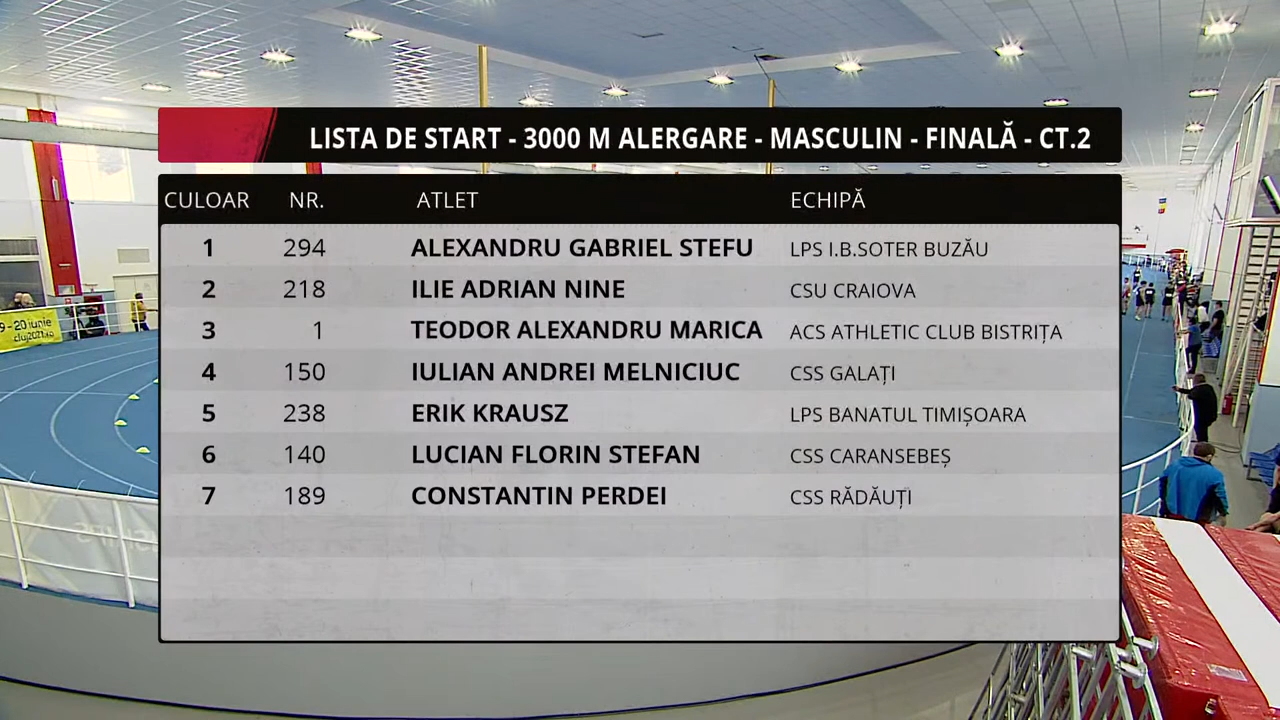 LISTA DE START - 3000 M ALERGARE - MASCULIN - FINALĂ - CT.2
CULOAR NR. ATLET ECHIPĂ
1 294 ALEXANDRU GABRIEL STEFU LPS I.B.SOTER BUZĂU
2 218 ILIE ADRIAN NINE CSU CRAIOVA
3 1 TEODOR ALEXANDRU MARICA ACS ATHLETIC CLUB BISTRIȚA
4 150 IULIAN ANDREI MELNICIUC CSS GALAȚI
5 238 ERIK KRAUSZ LPS BANATUL TIMIȘOARA
6 140 LUCIAN FLORIN STEFAN CSS CARANSEBEȘ
7 189 CONSTANTIN PERDEI CSS RĂDĂUȚI
9 - 20 iunie